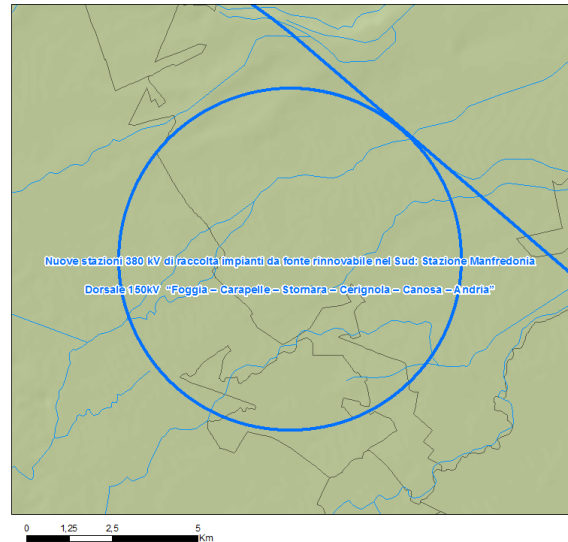 Nuove stazioni 380 kV di raccolta impianti da fonte rinnovabile nel Sud: Stazione Manfredonia
Dorsale 150kV "Foggia – Carapelle – Stornara – Cerignola – Canosa – Andria"
0 1,25 2,5 5
Km